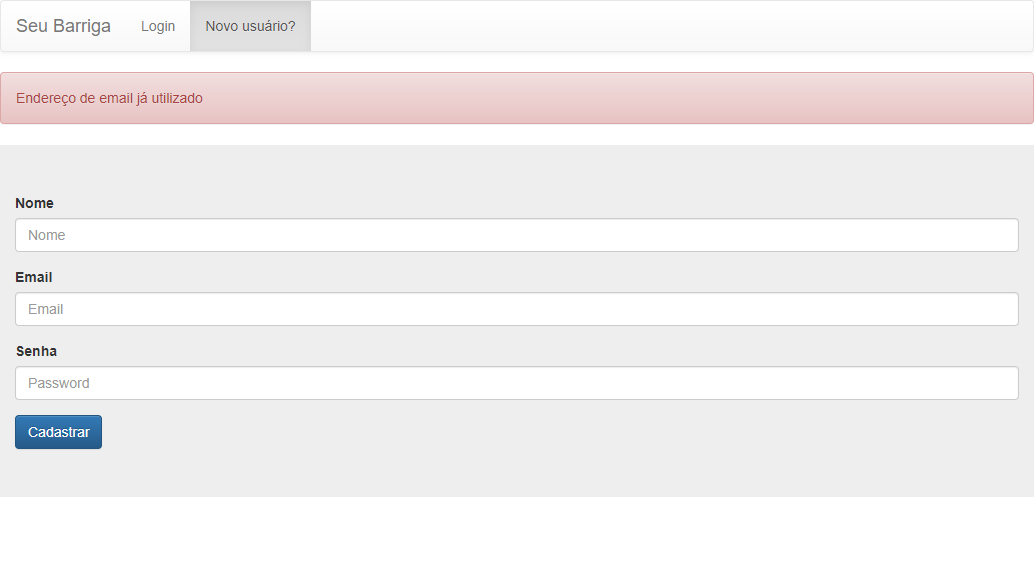 Seu Barriga Login Novo usuário?
Endereço de email já utilizado
Nome
Nome
Email
Email
Senha
Password
Cadastrar